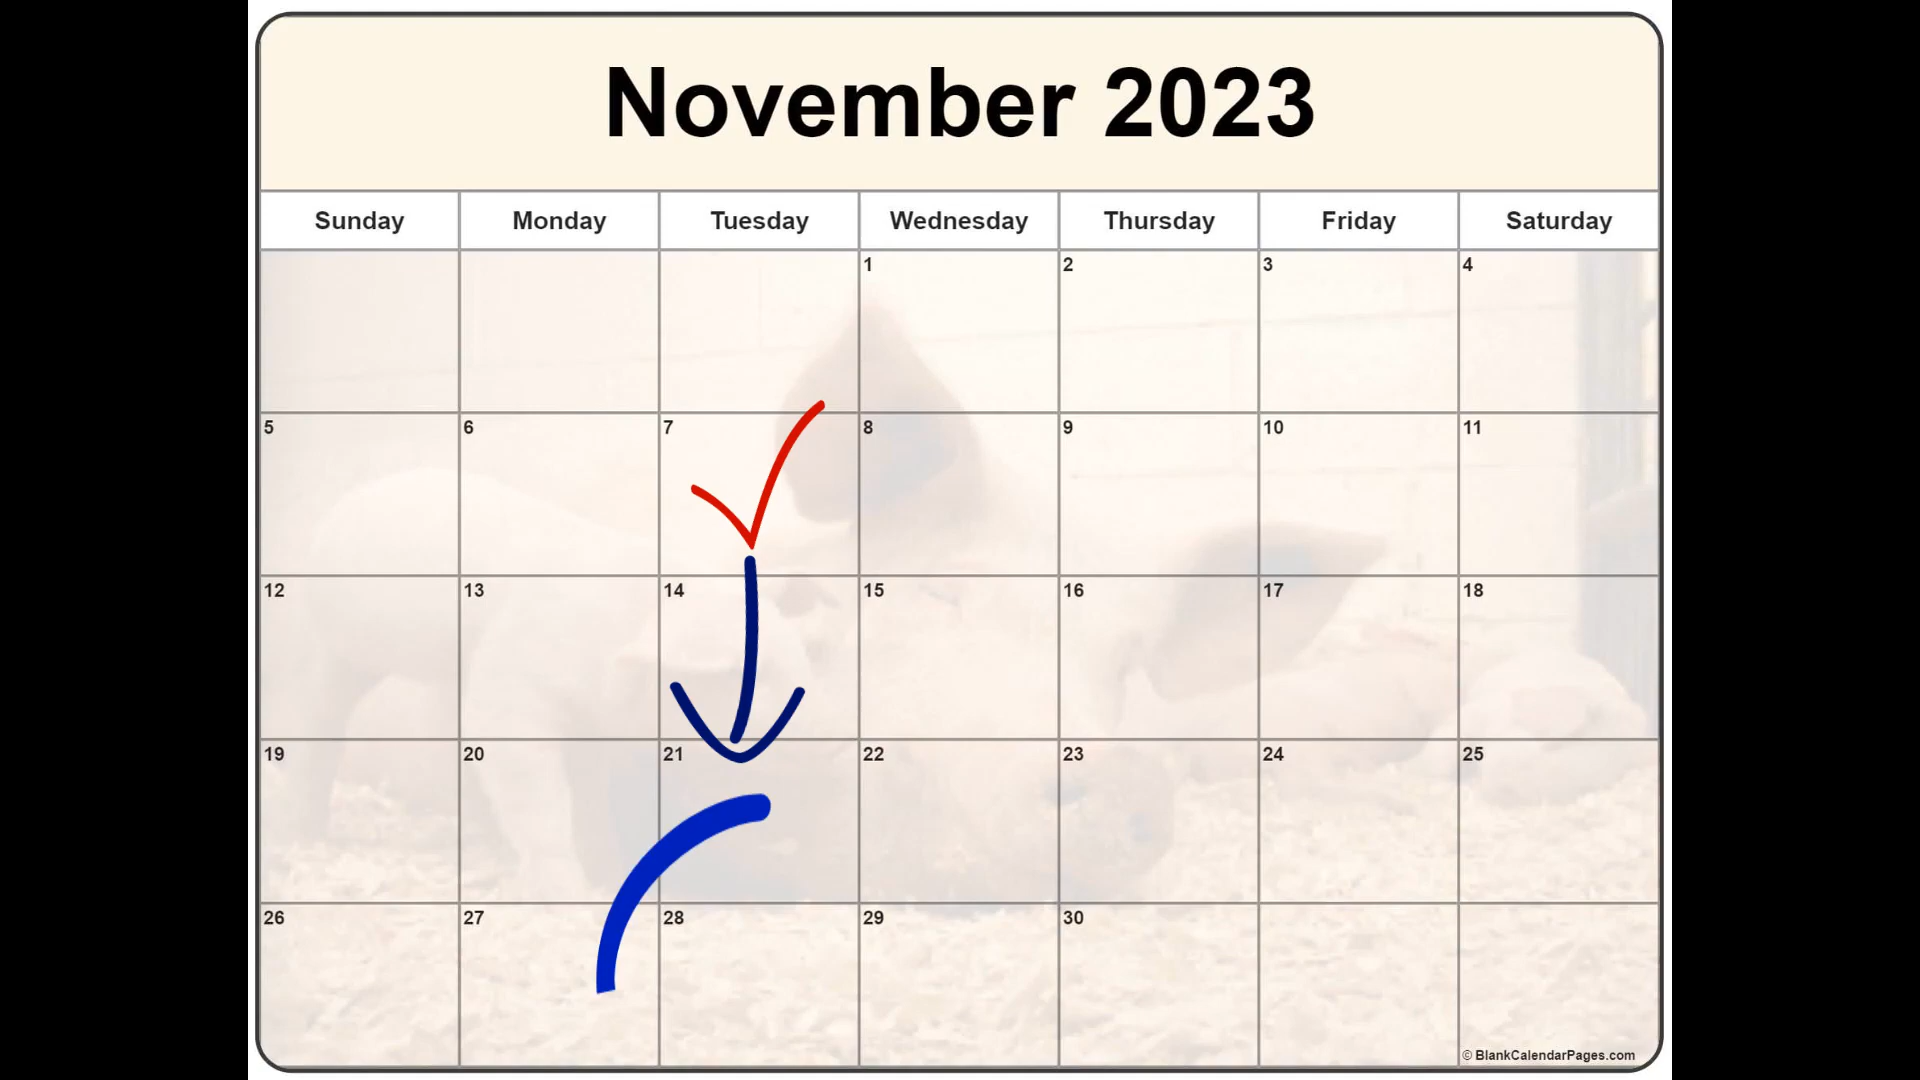 November 2023
Sunday Monday Tuesday Wednesday Thursday Friday Saturday
1 2 3 4
5 6 7 8 9 10 11
12 13 14 15 16 17 18
19 20 21 22 23 24 25
26 27 28 29 30
© BlankCalendarPages.com